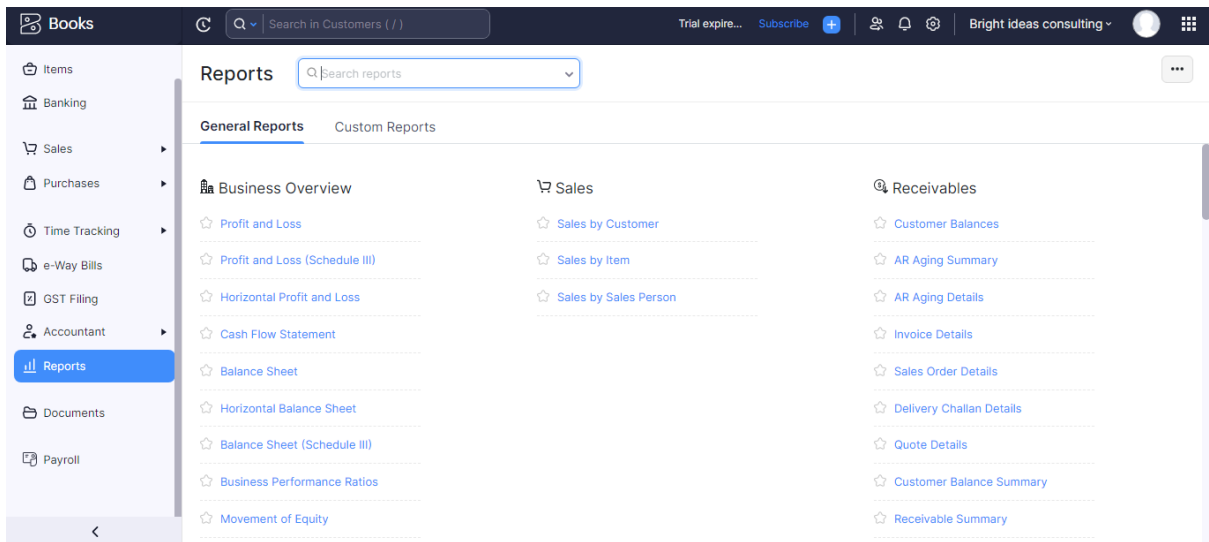 Books
Search in Customers ( / )
Trial expire...
Subscribe
Bright ideas consulting
Items
Banking
Sales
Purchases
Time Tracking
e-Way Bills
GST Filing
Accountant
Reports
Documents
Payroll
Reports
Search reports
General Reports
Custom Reports
Business Overview
Profit and Loss
Profit and Loss (Schedule III)
Horizontal Profit and Loss
Cash Flow Statement
Balance Sheet
Horizontal Balance Sheet
Balance Sheet (Schedule III)
Business Performance Ratios
Movement of Equity
Sales
Sales by Customer
Sales by Item
Sales by Sales Person
Receivables
Customer Balances
AR Aging Summary
AR Aging Details
Invoice Details
Sales Order Details
Delivery Challan Details
Quote Details
Customer Balance Summary
Receivable Summary